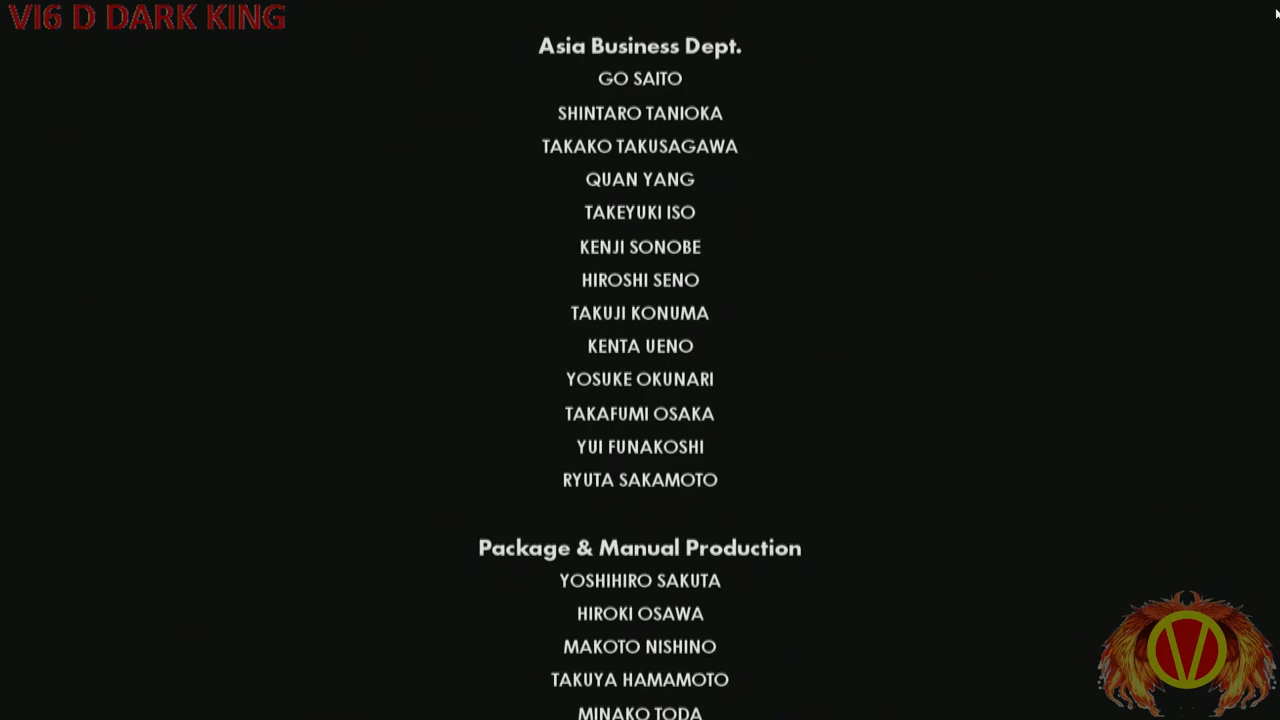 VI6 D DARK KING
Asia Business Dept.
GO SAITO
SHINTARO TANIOKA
TAKAKO TAKUSAGAWA
QUAN YANG
TAKEYUKI ISO
KENJI SONOBE
HIROSHI SENO
TAKUJI KONUMA
KENTA UENO
YOSUKE OKUNARI
TAKAFUMI OSAKA
YUI FUNAKOSHI
RYUTA SAKAMOTO
Package & Manual Production
YOSHIHIRO SAKUTA
HIROKI OSAWA
MAKOTO NISHINO
TAKUYA HAMAMOTO
MINAKO TODA
V